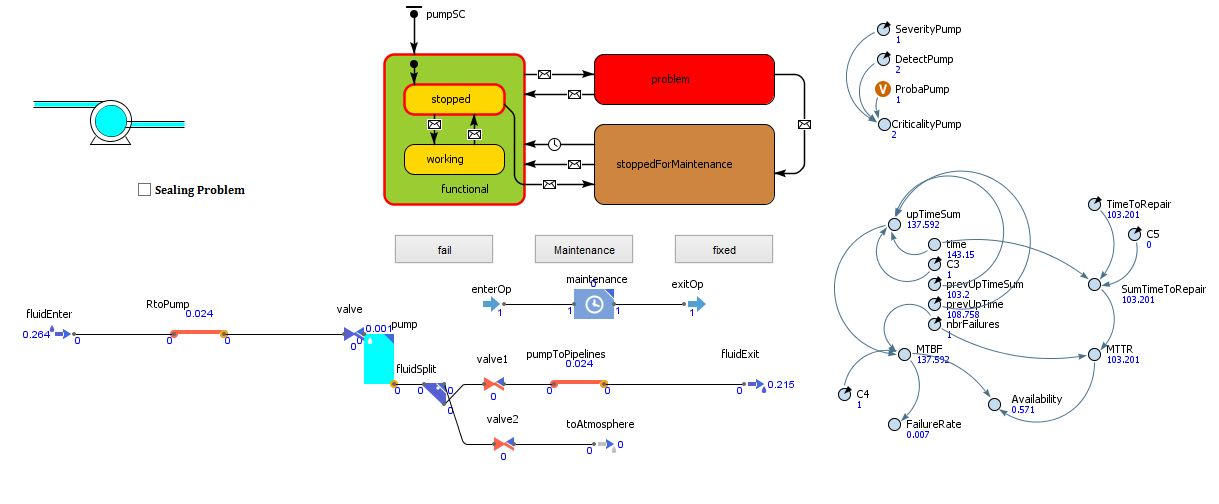 pumpSC
stopped
working
functional
problem
stoppedForMaintenance
Sealing Problem
fail
Maintenance
fixed
SeverityPump
1
DetectPump
2
V
ProbaPump
1
CriticalityPump
2
upTimeSum
137.592
time
143.15
C3
1
prevUpTimeSum
103.2
prevUpTime
108.758
nbrFailures
TimeToRepair
103.201
C5
0
SumTimeToRepair
103.201
MTBF
137.592
MTTR
103.201
C4
1
Availability
0.571
FailureRate
0.007
enterOp
1
maintenance
0
1
1
exitOp
1
fluidEnter
0.264
RtoPump
0.024
0
0
valve
0
0.001
pump
0
fluidSplit
0
0
0
valve1
0
pumpToPipelines
0.024
0
0
fluidExit
0
0.215
valve2
0
toAtmosphere
0
0